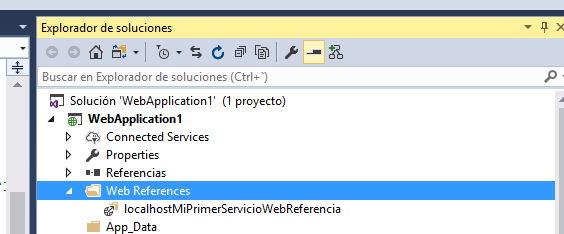 Explorador de soluciones
Buscar en Explorador de soluciones (Ctrl+`)
Solución 'WebApplication1' (1 proyecto)
WebApplication1
Connected Services
Properties
Referencias
Web References
localhostMiPrimerServicioWebReferencia
App_Data